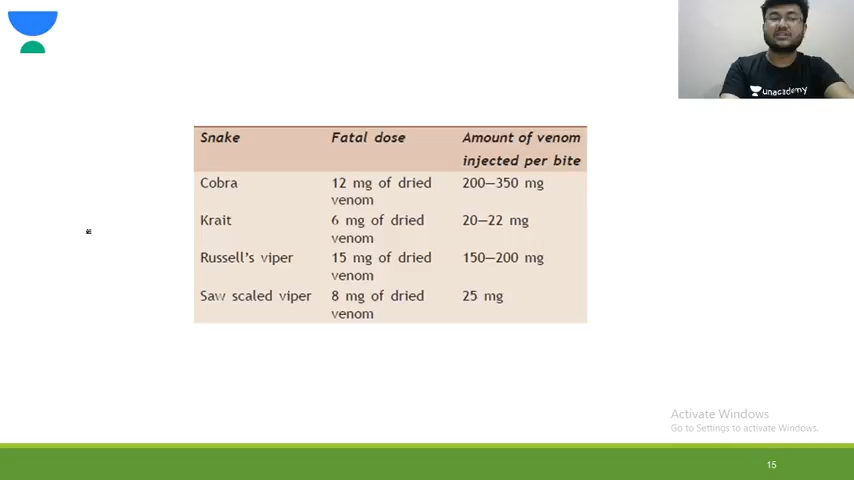 unacademy
Snake Fatal dose Amount of venom
injected per bite
Cobra 12 mg of dried 200–350 mg
venom
Krait 6 mg of dried 20–22 mg
venom
Russell's viper 15 mg of dried 150–200 mg
venom
Saw scaled viper 8 mg of dried 25 mg
venom
Activate Windows
Go to Settings to activate Windows.
15